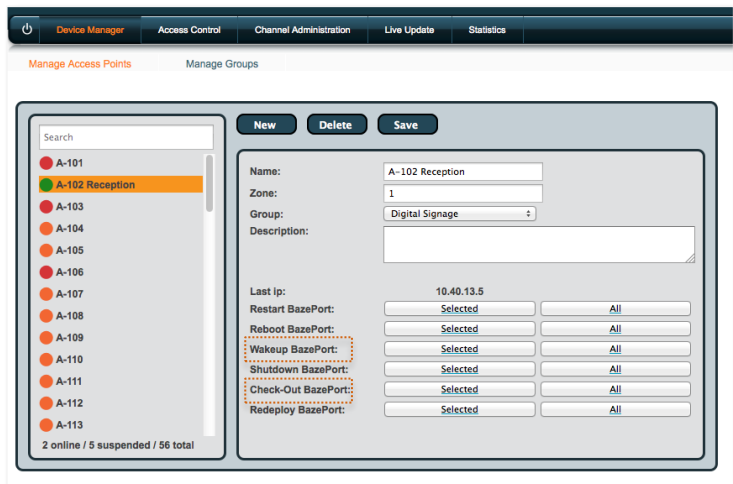 Device Manager Access Control Channel Administration Live Update Statistics
Manage Access Points Manage Groups
New Delete Save
Search
A-101
A-102 Reception
A-103
A-104
A-105
A-106
A-107
A-108
A-109
A-110
A-111
A-112
A-113
2 online / 5 suspended / 56 total
Name: A-102 Reception
Zone: 1
Group: Digital Signage
Description:
Last ip: 10.40.13.5
Restart BazePort: Selected All
Reboot BazePort: Selected All
Wakeup BazePort: Selected All
Shutdown BazePort: Selected All
Check-Out BazePort: Selected All
Redeploy BazePort: Selected All